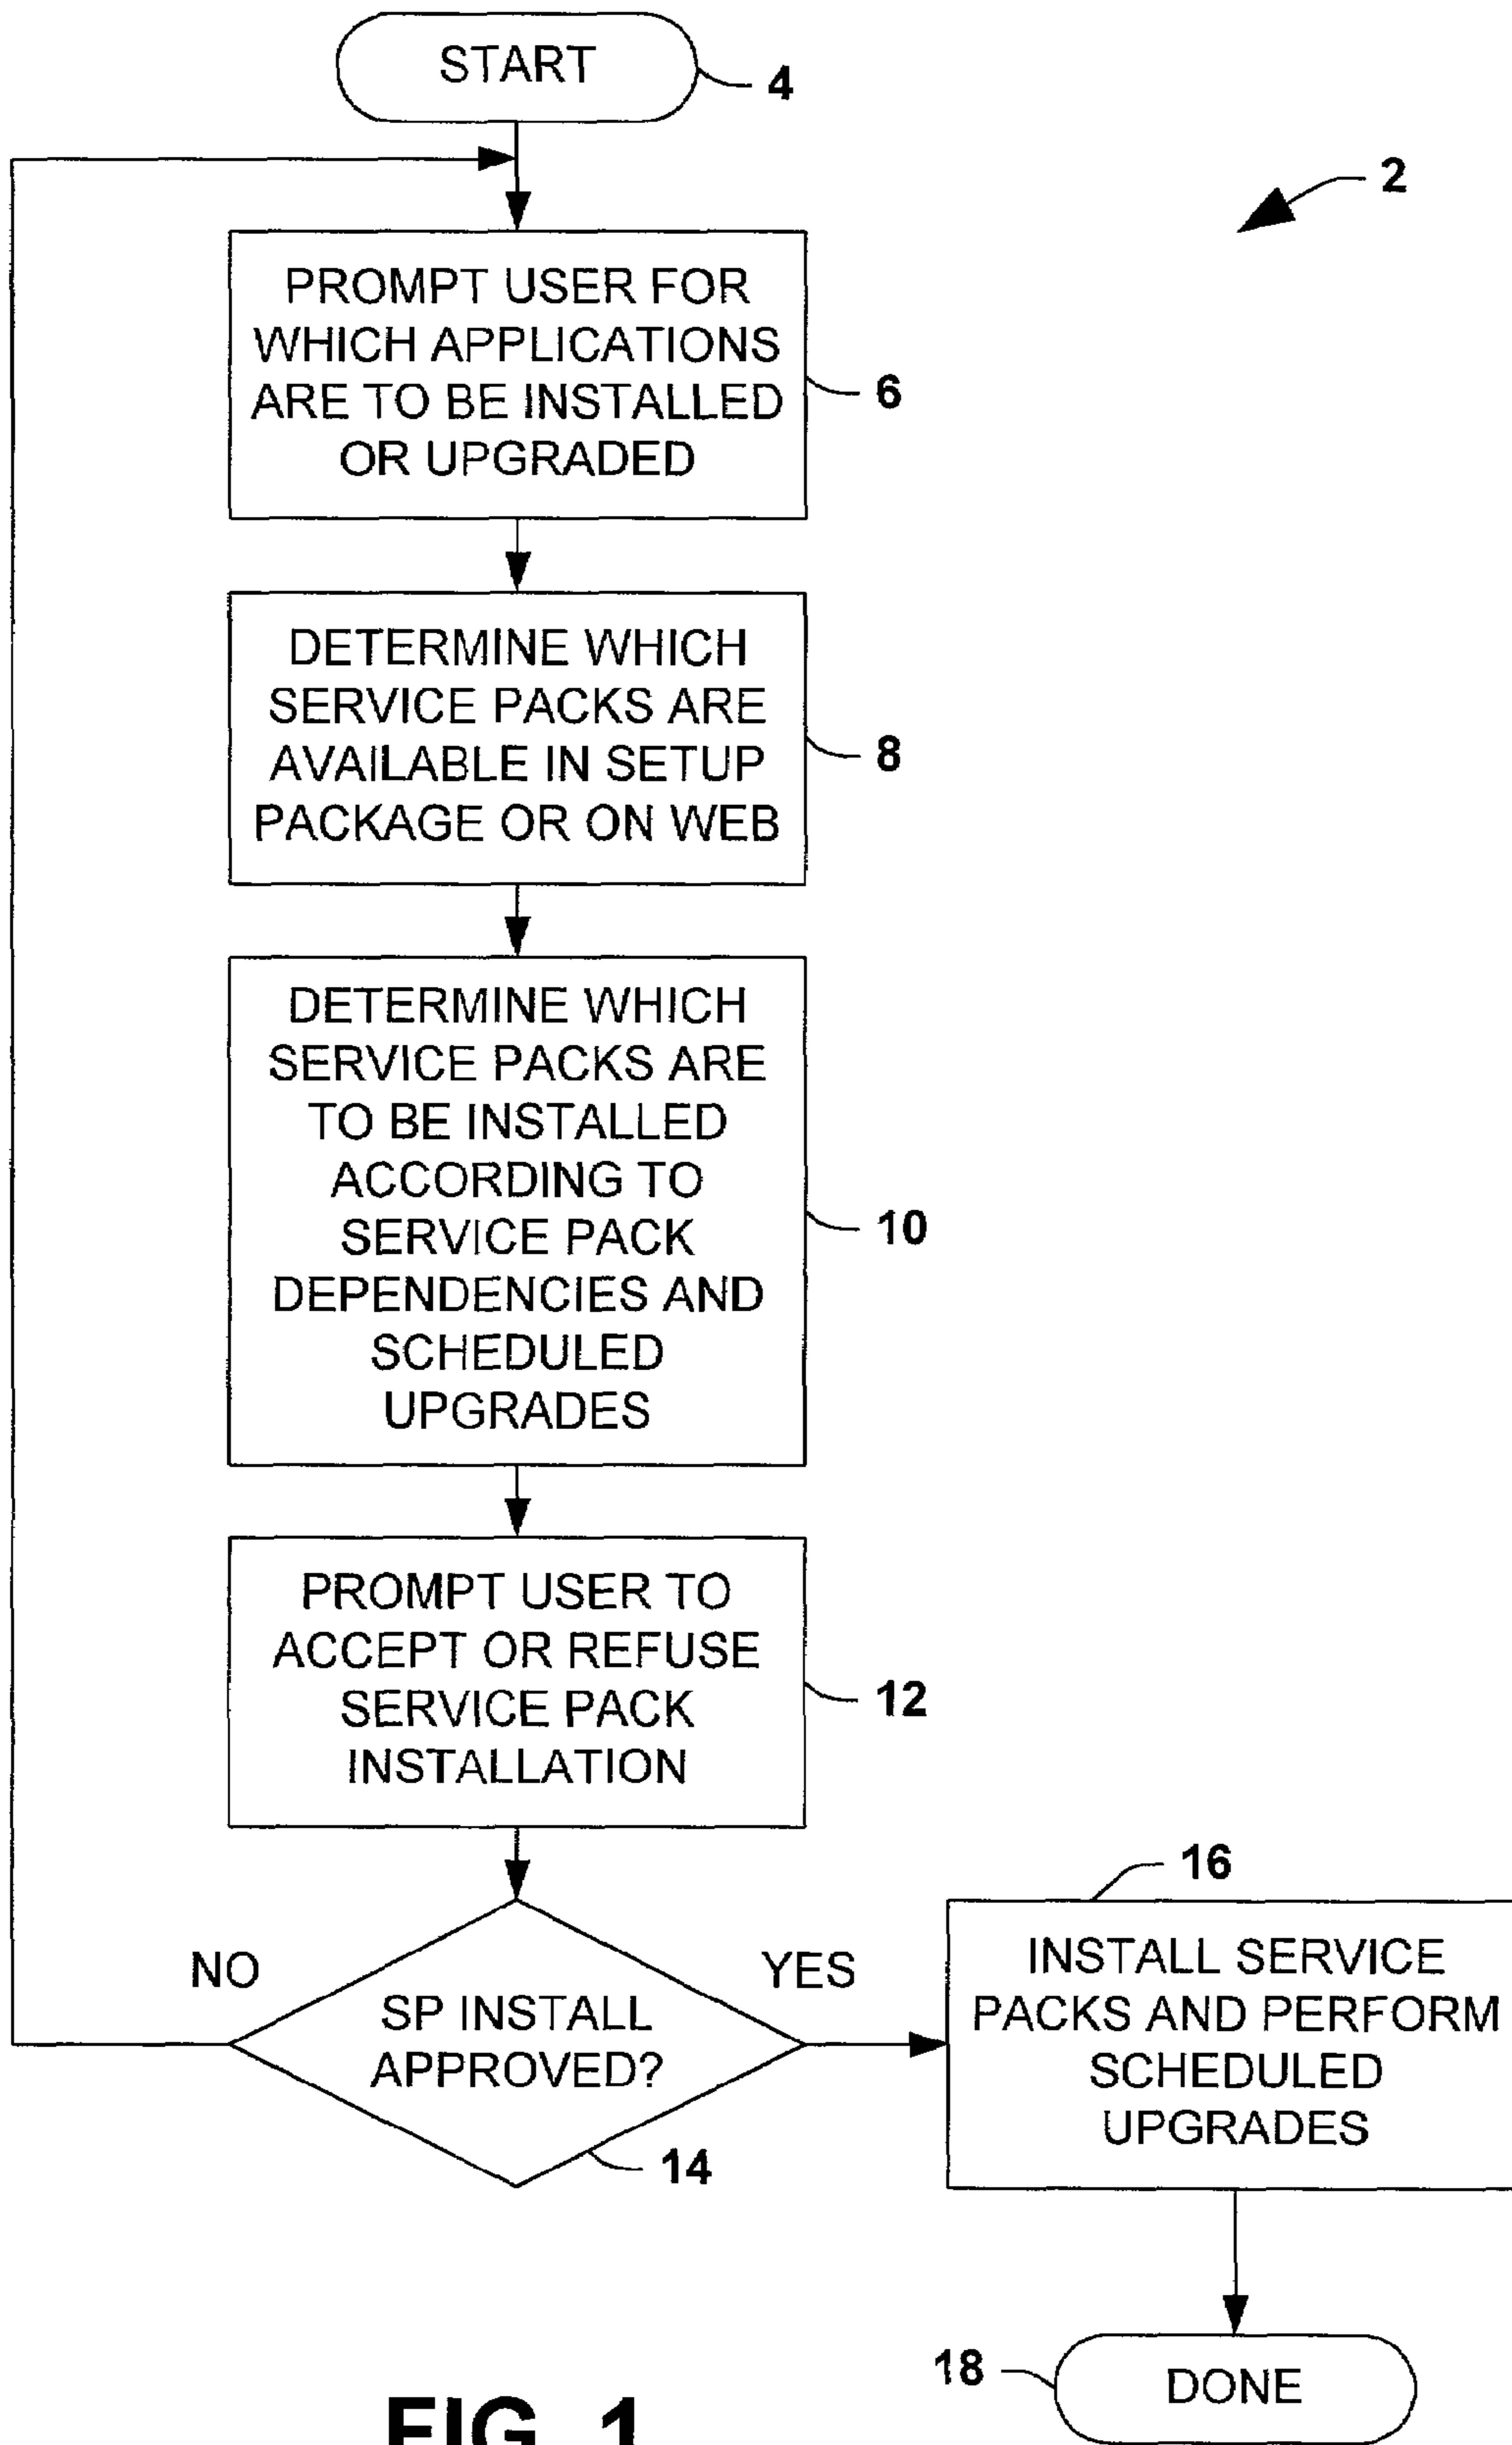 START
4
2
PROMPT USER FOR
WHICH APPLICATIONS
ARE TO BE INSTALLED
OR UPGRADED
6
DETERMINE WHICH
SERVICE PACKS ARE
AVAILABLE IN SETUP
PACKAGE OR ON WEB
8
DETERMINE WHICH
SERVICE PACKS ARE
TO BE INSTALLED
ACCORDING TO
SERVICE PACK
DEPENDENCIES AND
SCHEDULED
UPGRADES
10
PROMPT USER TO
ACCEPT OR REFUSE
SERVICE PACK
INSTALLATION
12
NO
SP INSTALL
APPROVED?
YES
14
16
INSTALL SERVICE
PACKS AND PERFORM
SCHEDULED
UPGRADES
18
DONE
FIG. 1